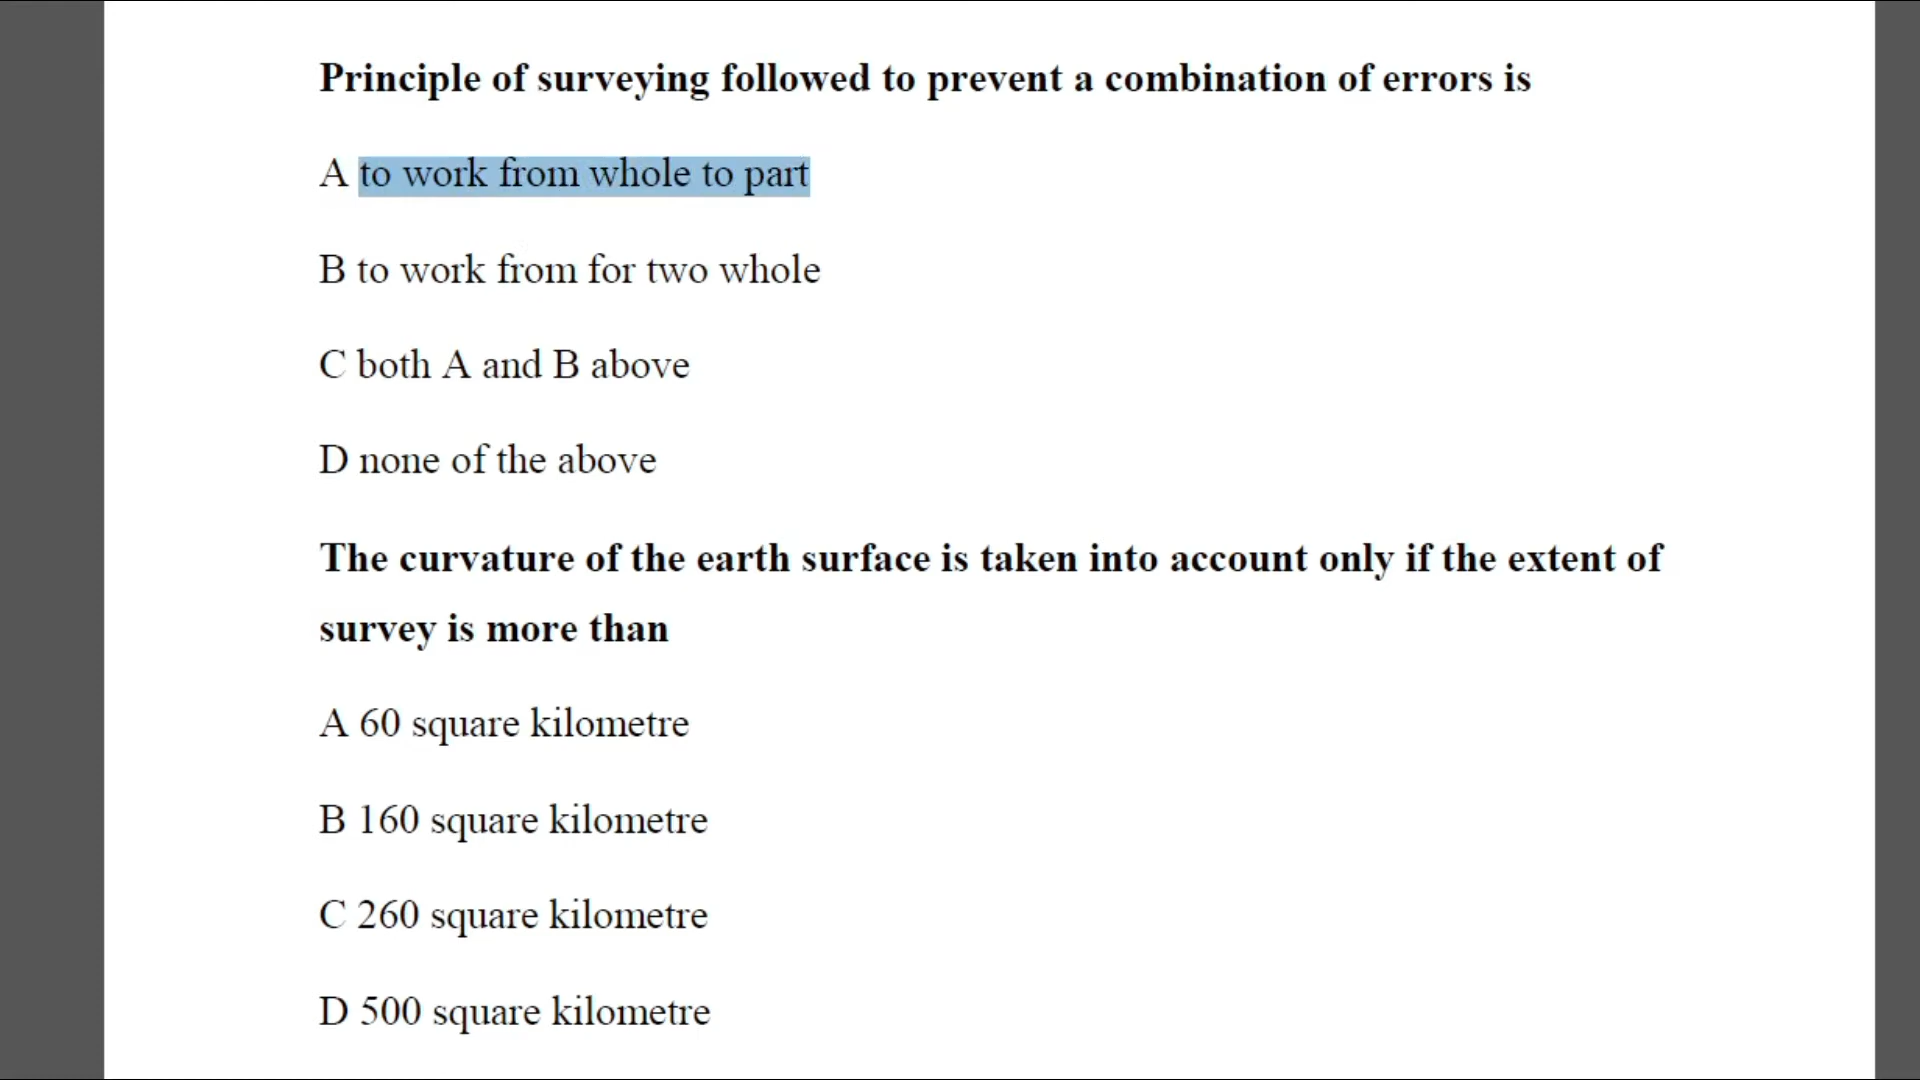 Principle of surveying followed to prevent a combination of errors is
A to work from whole to part
B to work from for two whole
C both A and B above
D none of the above
The curvature of the earth surface is taken into account only if the extent of
survey is more than
A 60 square kilometre
B 160 square kilometre
C 260 square kilometre
D 500 square kilometre